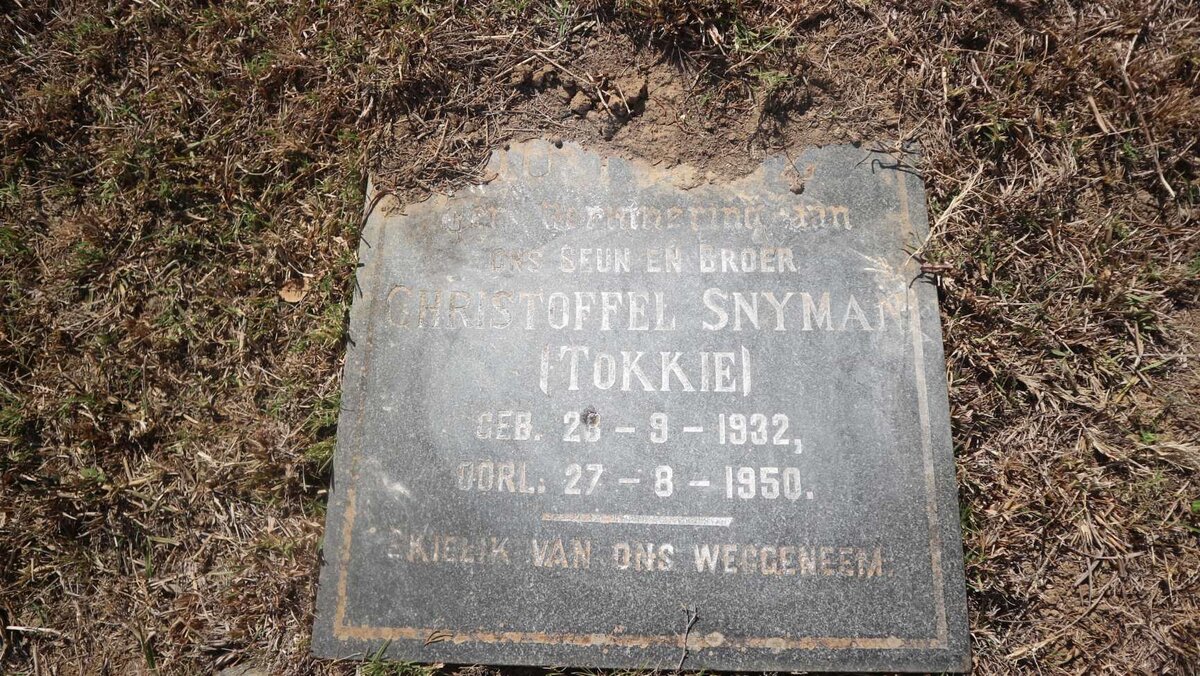 Ter Herinnering aan
ONS SEUN EN BROER
CHRISTOFFEL SNYMAN
(TOKKIE)
GEB. 28 - 9 - 1932,
OORL: 27 - 8 - 1950.
SKIELIK VAN ONS WEGGENEEM.